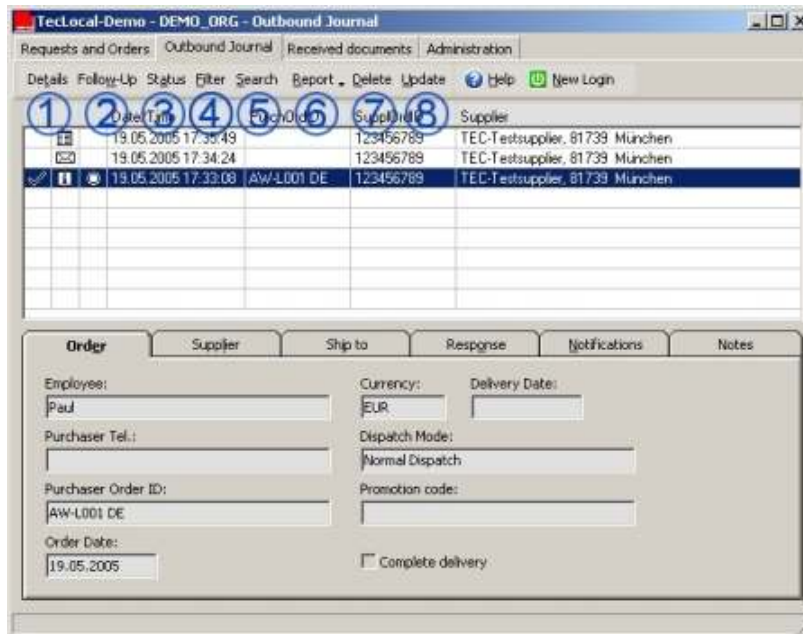 TecLocal-Demo - DEMO_ORG - Outbound Journal
Requests and Orders Outbound Journal Received documents Administration
Details Follow-Up Status Filter Search Report Delete Update Help New Login
1 2 3 4 5 6 7 8
Date/Time PurchOrdID SupplOrdID Supplier
19.05.2005 17:35:49 123456789 TEC-Testsupplier, 81739 München
19.05.2005 17:34:24 123456789 TEC-Testsupplier, 81739 München
19.05.2005 17:33:08 AW-L001 DE 123456789 TEC-Testsupplier, 81739 München
Order Supplier Ship to Response Notifications Notes
Employee: Currency: Delivery Date:
Paul EUR
Purchaser Tel.: Dispatch Mode:
Normal Dispatch
Purchaser Order ID: Promotion code:
AW-L001 DE
Order Date:
19.05.2005 Complete delivery